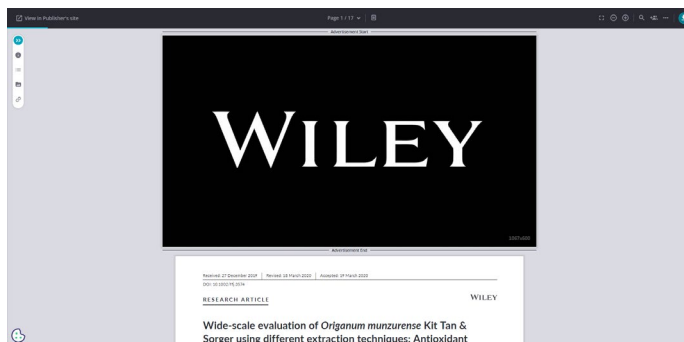 View in Publisher's site
Page 1 / 17
Advertisement Start
WILEY
1007x600
Advertisement End
Received: 27 December 2019 | Revised: 16 March 2020 | Accepted: 19 March 2020
RESEARCH ARTICLE
WILEY
Wide-scale evaluation of Origanum munzurense Kit Tan &
Sorger using different extraction techniques: Antioxidant